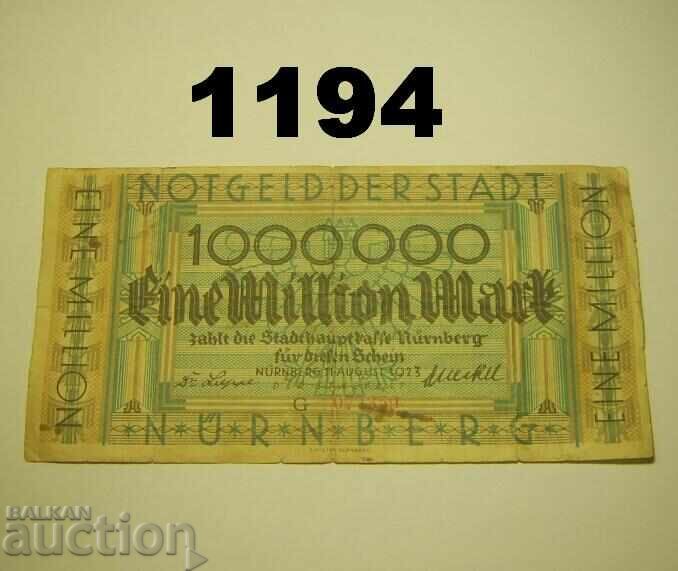 1194
NOTGELD DER STADT
EINE MILLION
1000000
EINE MILLION
Eine Million Mark
zahlt die Stadthauptkasse Nürnberg
für diesen Schein
NÜRNBERG 11 AUGUST 1923
G
NÜRNBERG
BALKAN
auction